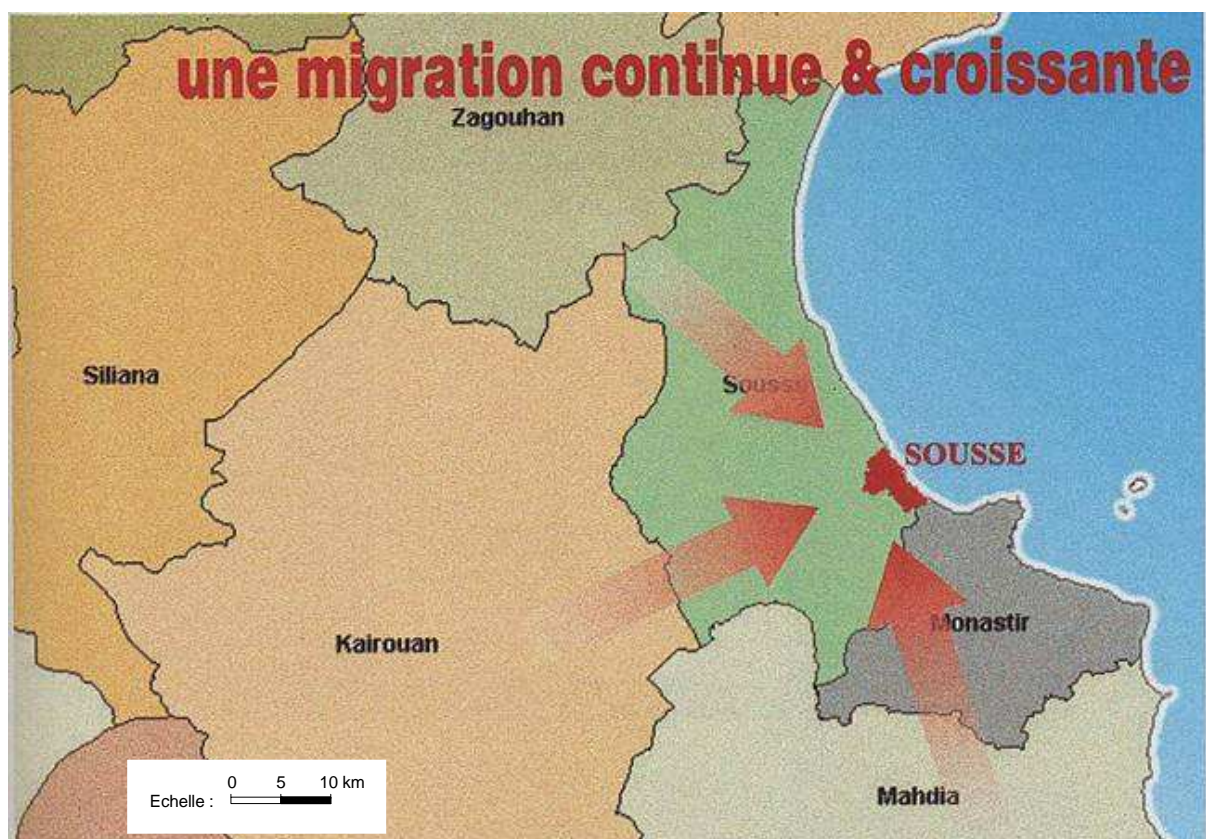 une migration continue & croissante
Zagouhan
Siliana
Sousse
SOUSSE
Kairouan
Monastir
Mahdia
0 5 10 km
Echelle :